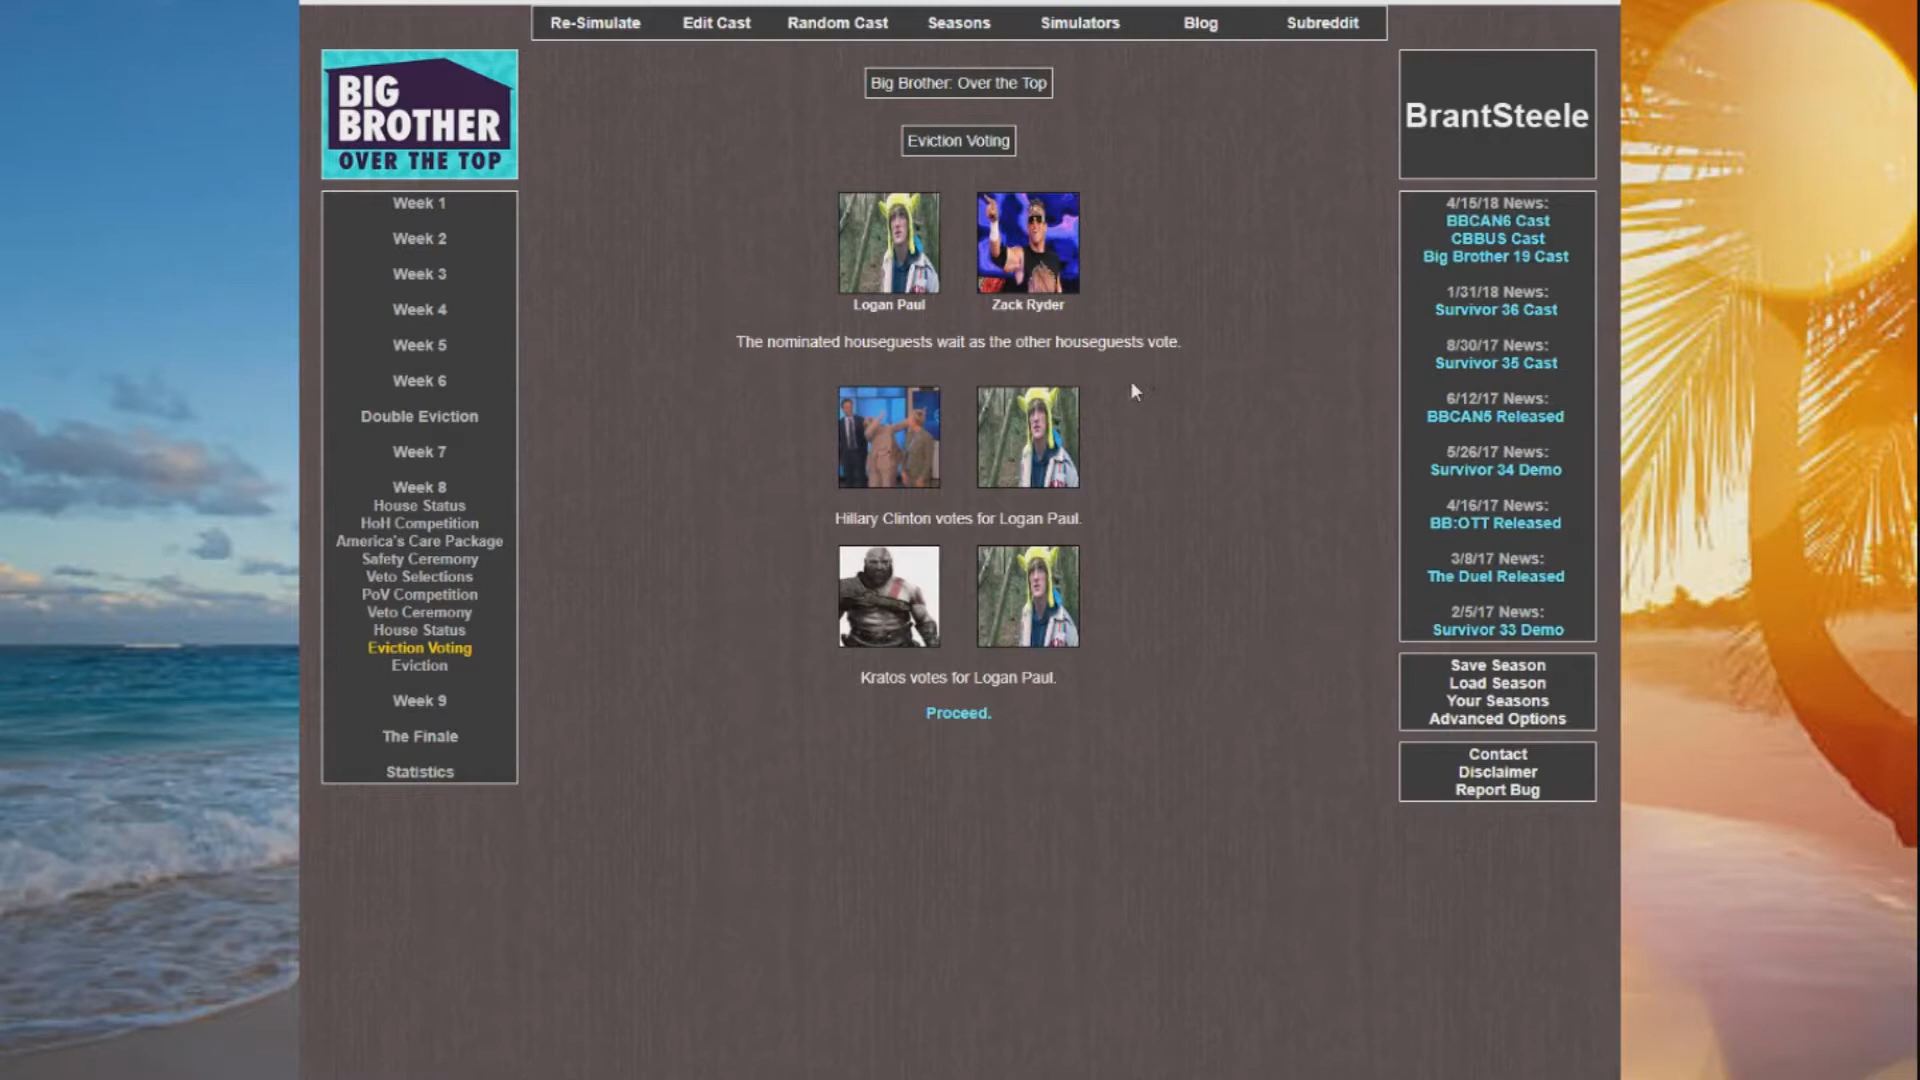 Re-Simulate Edit Cast Random Cast Seasons Simulators Blog Subreddit
BIG
BROTHER
OVER THE TOP
Week 1
Week 2
Week 3
Week 4
Week 5
Week 6
Double Eviction
Week 7
Week 8
House Status
HoH Competition
America's Care Package
Safety Ceremony
Veto Selections
PoV Competition
Veto Ceremony
House Status
Eviction Voting
Eviction
Week 9
The Finale
Statistics
Big Brother: Over the Top
Eviction Voting
Logan Paul Zack Ryder
The nominated houseguests wait as the other houseguests vote.
Hillary Clinton votes for Logan Paul.
Kratos votes for Logan Paul.
Proceed.
BrantSteele
4/15/18 News:
BBCAN6 Cast
CBBUS Cast
Big Brother 19 Cast
1/31/18 News:
Survivor 36 Cast
8/30/17 News:
Survivor 35 Cast
6/12/17 News:
BBCAN5 Released
5/26/17 News:
Survivor 34 Demo
4/16/17 News:
BB:OTT Released
3/8/17 News:
The Duel Released
2/5/17 News:
Survivor 33 Demo
Save Season
Load Season
Your Seasons
Advanced Options
Contact
Disclaimer
Report Bug